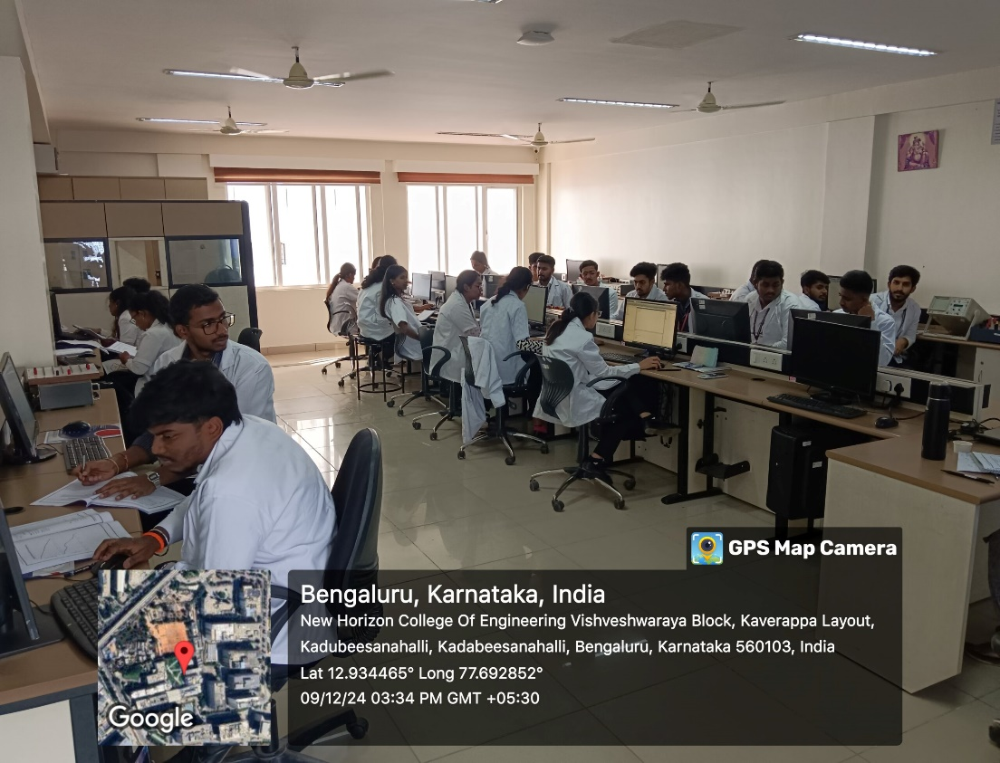 GPS Map Camera
Bengaluru, Karnataka, India
New Horizon College Of Engineering Vishveshwaraya Block, Kaverappa Layout,
Kadubeesanahalli, Kadabeesanahalli, Bengaluru, Karnataka 560103, India
Lat 12.934465° Long 77.692852°
09/12/24 03:34 PM GMT +05:30
Google